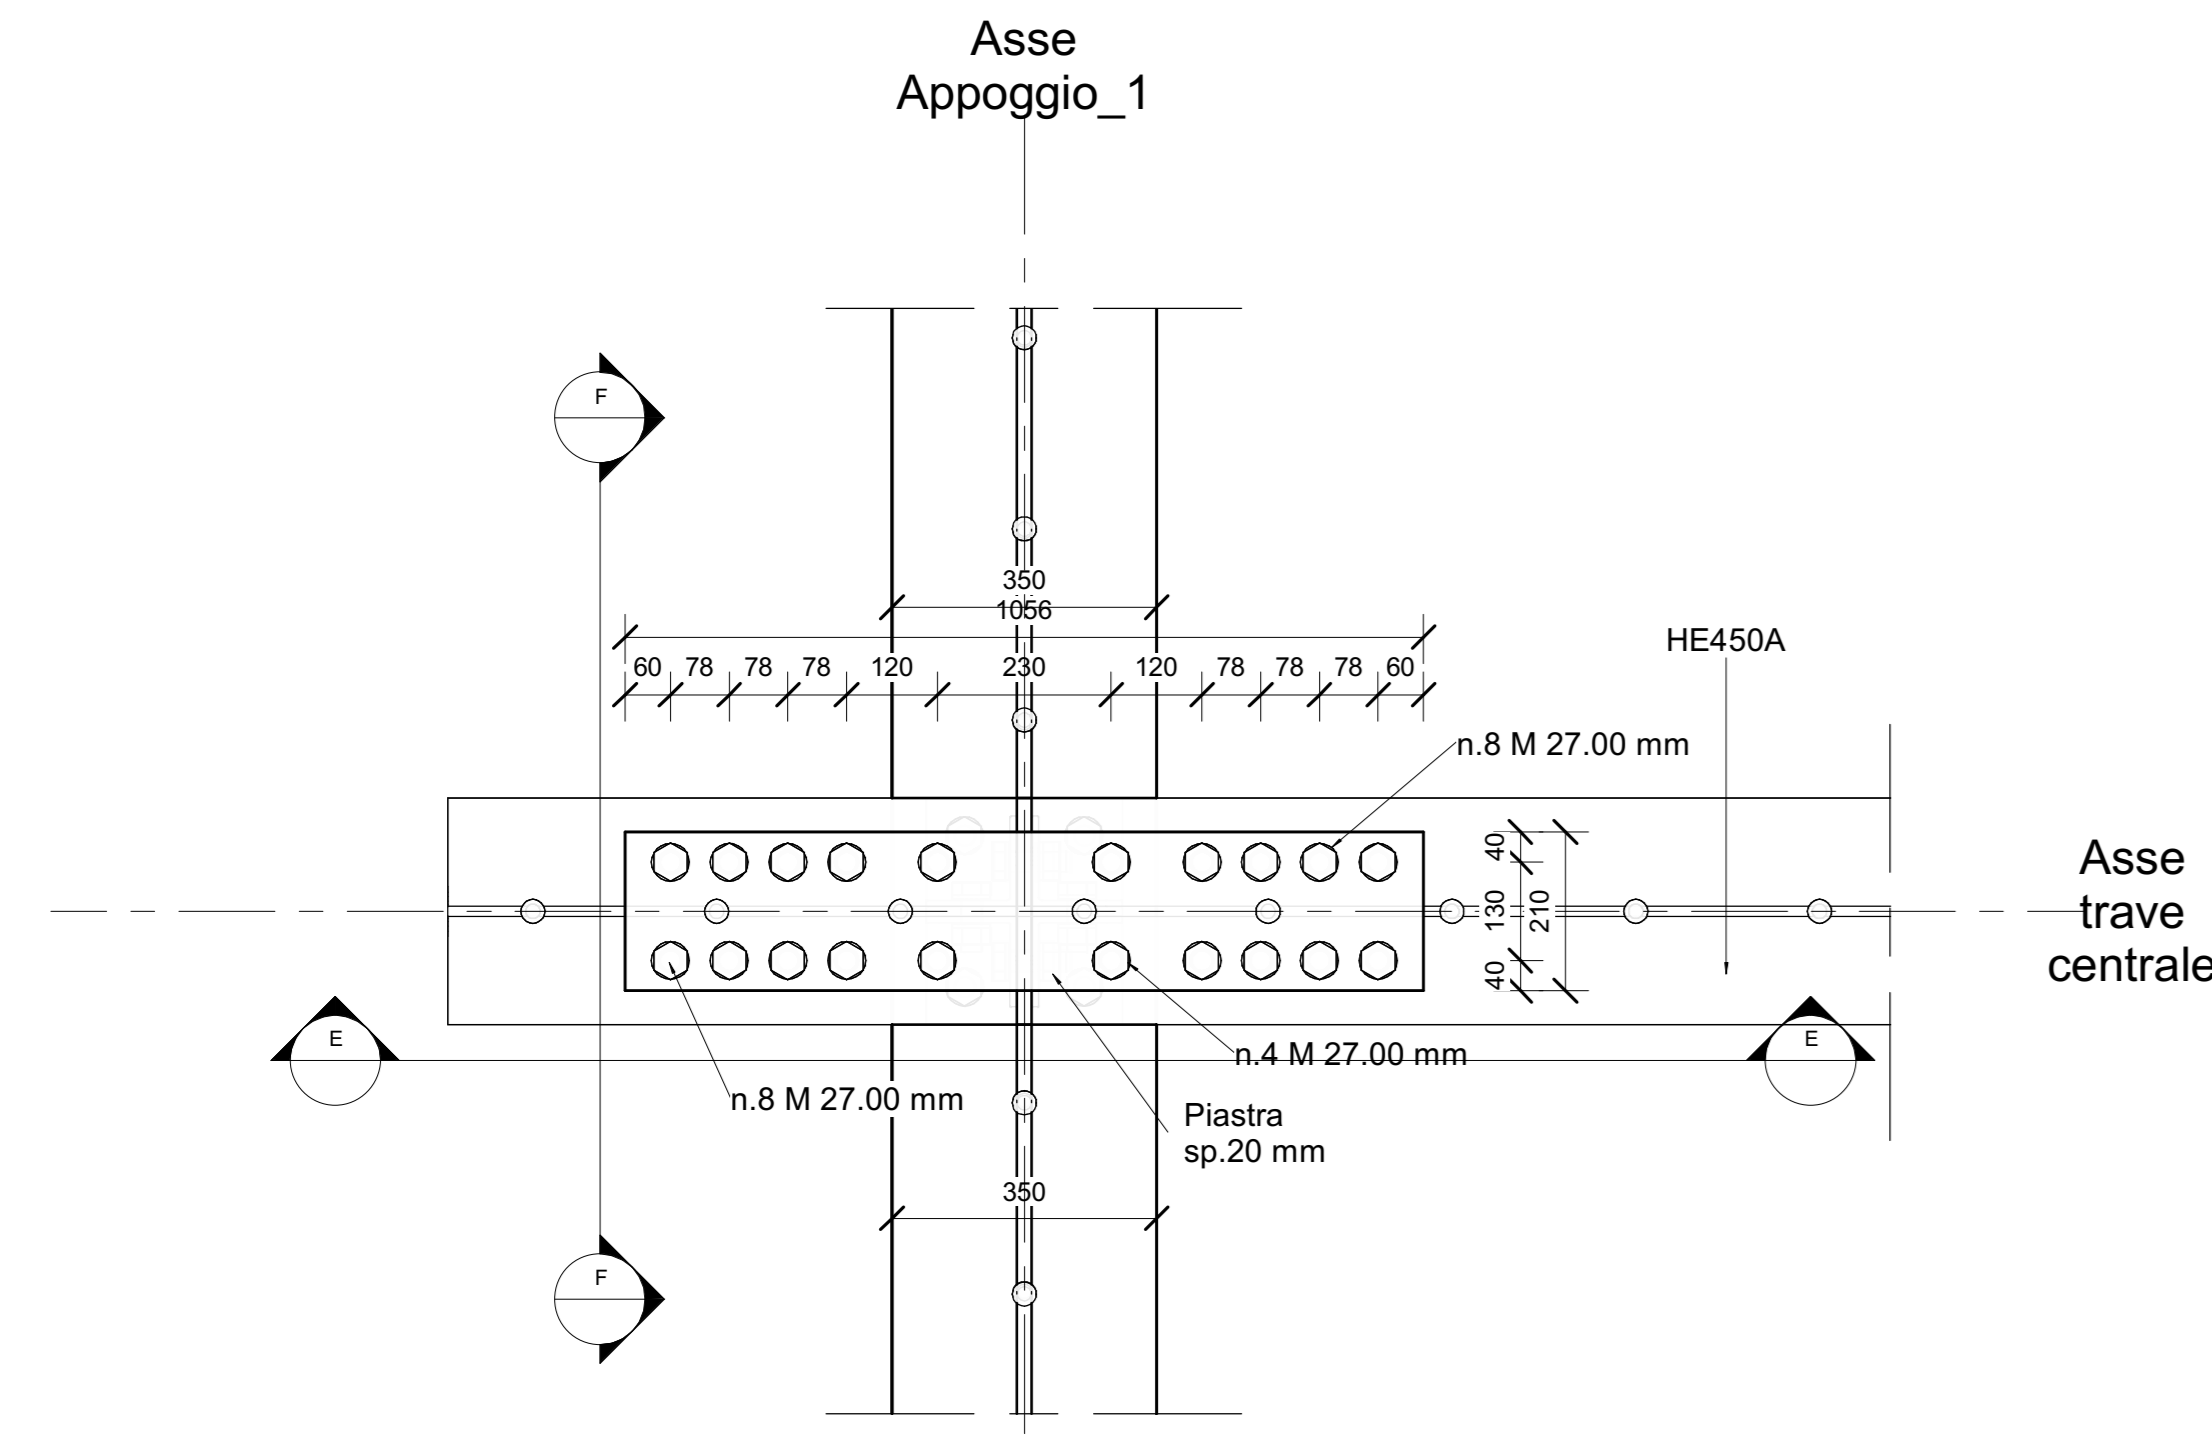 Asse
Appoggio_1
F
350
1056
HE450A
60 78 78 78 120 230 120 78 78 78 60
n.8 M 27.00 mm
40
130
210
40
Asse
trave
centrale
E
E
n.4 M 27.00 mm
n.8 M 27.00 mm
Piastra
sp.20 mm
350
F